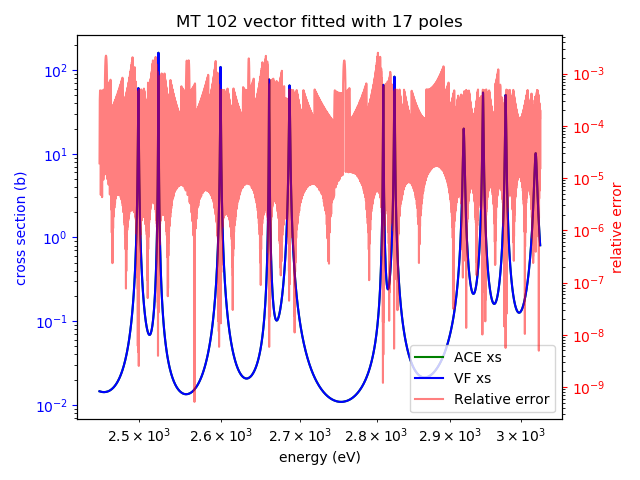 MT 102 vector fitted with 17 poles
10²
10¹
10⁰
10⁻¹
10⁻²
cross section (b)
10⁻³
10⁻⁴
10⁻⁵
10⁻⁶
10⁻⁷
10⁻⁸
10⁻⁹
relative error
ACE xs
VF xs
Relative error
2.5 × 10³ 2.6 × 10³ 2.7 × 10³ 2.8 × 10³ 2.9 × 10³ 3 × 10³
energy (eV)